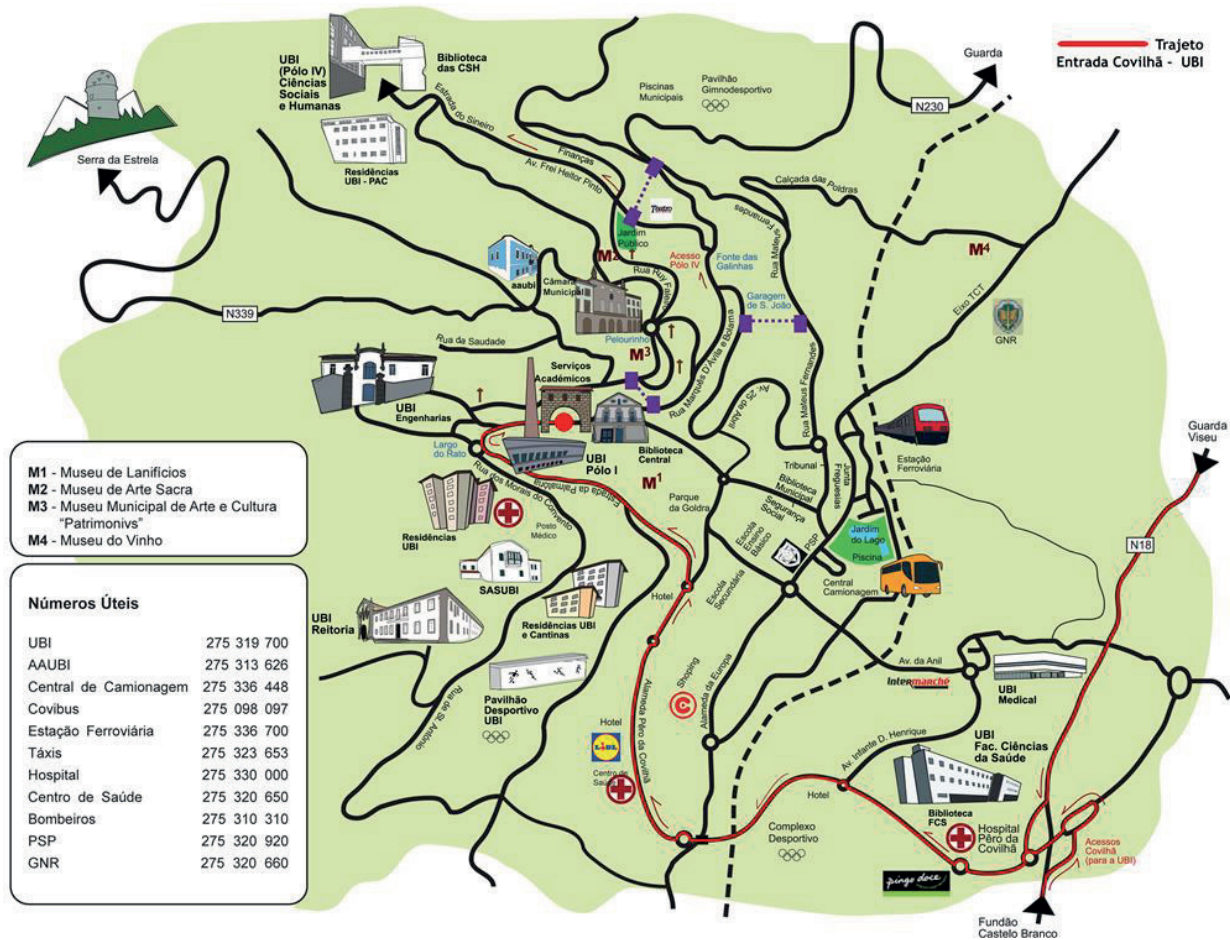 Trajeto
Entrada Covilhã - UBI
Guarda
N230
Pavilhão
Gimnodesportivo
Piscinas
Municipais
UBI
(Pólo IV)
Ciências
Sociais
e Humanas
Biblioteca
das CSH
Estrada do Sineiro
Finanças
Av. Frei Heitor Pinto
Residências
UBI - PAC
Serra da Estrela
Calçada das Poldras
Teatro
Jardim
Público
M2
Rua Mateus Fernandes
Acesso
Pólo IV
Fonte das
Galinhas
M4
Eixo TCT
GNR
aaubi
Câmara
Municipal
Rua Ruy Faleiro
Garagem
de S. João
N339
Pelourinho
Rua da Saudade
M3
Serviços
Académicos
Rua Marquês D'Ávila e Bolama
Av. 25 de Abril
Rua Mateus Fernandes
UBI
Engenharias
Biblioteca
Central
UBI
Pólo I
Largo
do Rato
Rua dos Morais do Convento
Estrada da Palmatória
M1
Tribunal
Biblioteca
Municipal
Junta
Freguesias
Estação
Ferroviária
Guarda
Viseu
Parque
da Goldra
Segurança
Social
Escola
Ensino
Básico
PSP
Jardim
do Lago
Piscina
N18
Residências
UBI
Posto
Médico
SASUBI
Residências UBI
e Cantinas
Hotel
Escola
Secundária
Central
Camionagem
UBI
Reitoria
Pavilhão
Desportivo
UBI
Rua de St. António
Alameda Pêro da Covilhã
Shoping
C
Alameda da Europa
Av. da Anil
Intermarché
UBI
Medical
Hotel
LIDL
Centro de
Saúde
Av. Infante D. Henrique
UBI
Fac. Ciências
da Saúde
Hotel
Complexo
Desportivo
Biblioteca
FCS
Hospital
Pêro da
Covilhã
pingo doce
Acessos
Covilhã
(para a UBI)
Fundão
Castelo Branco
M1 - Museu de Lanifícios
M2 - Museu de Arte Sacra
M3 - Museu Municipal de Arte e Cultura
"Patrimonivs"
M4 - Museu do Vinho
Números Úteis
UBI 275 319 700
AAUBI 275 313 626
Central de Camionagem 275 336 448
Covibus 275 098 097
Estação Ferroviária 275 336 700
Táxis 275 323 653
Hospital 275 330 000
Centro de Saúde 275 320 650
Bombeiros 275 310 310
PSP 275 320 920
GNR 275 320 660